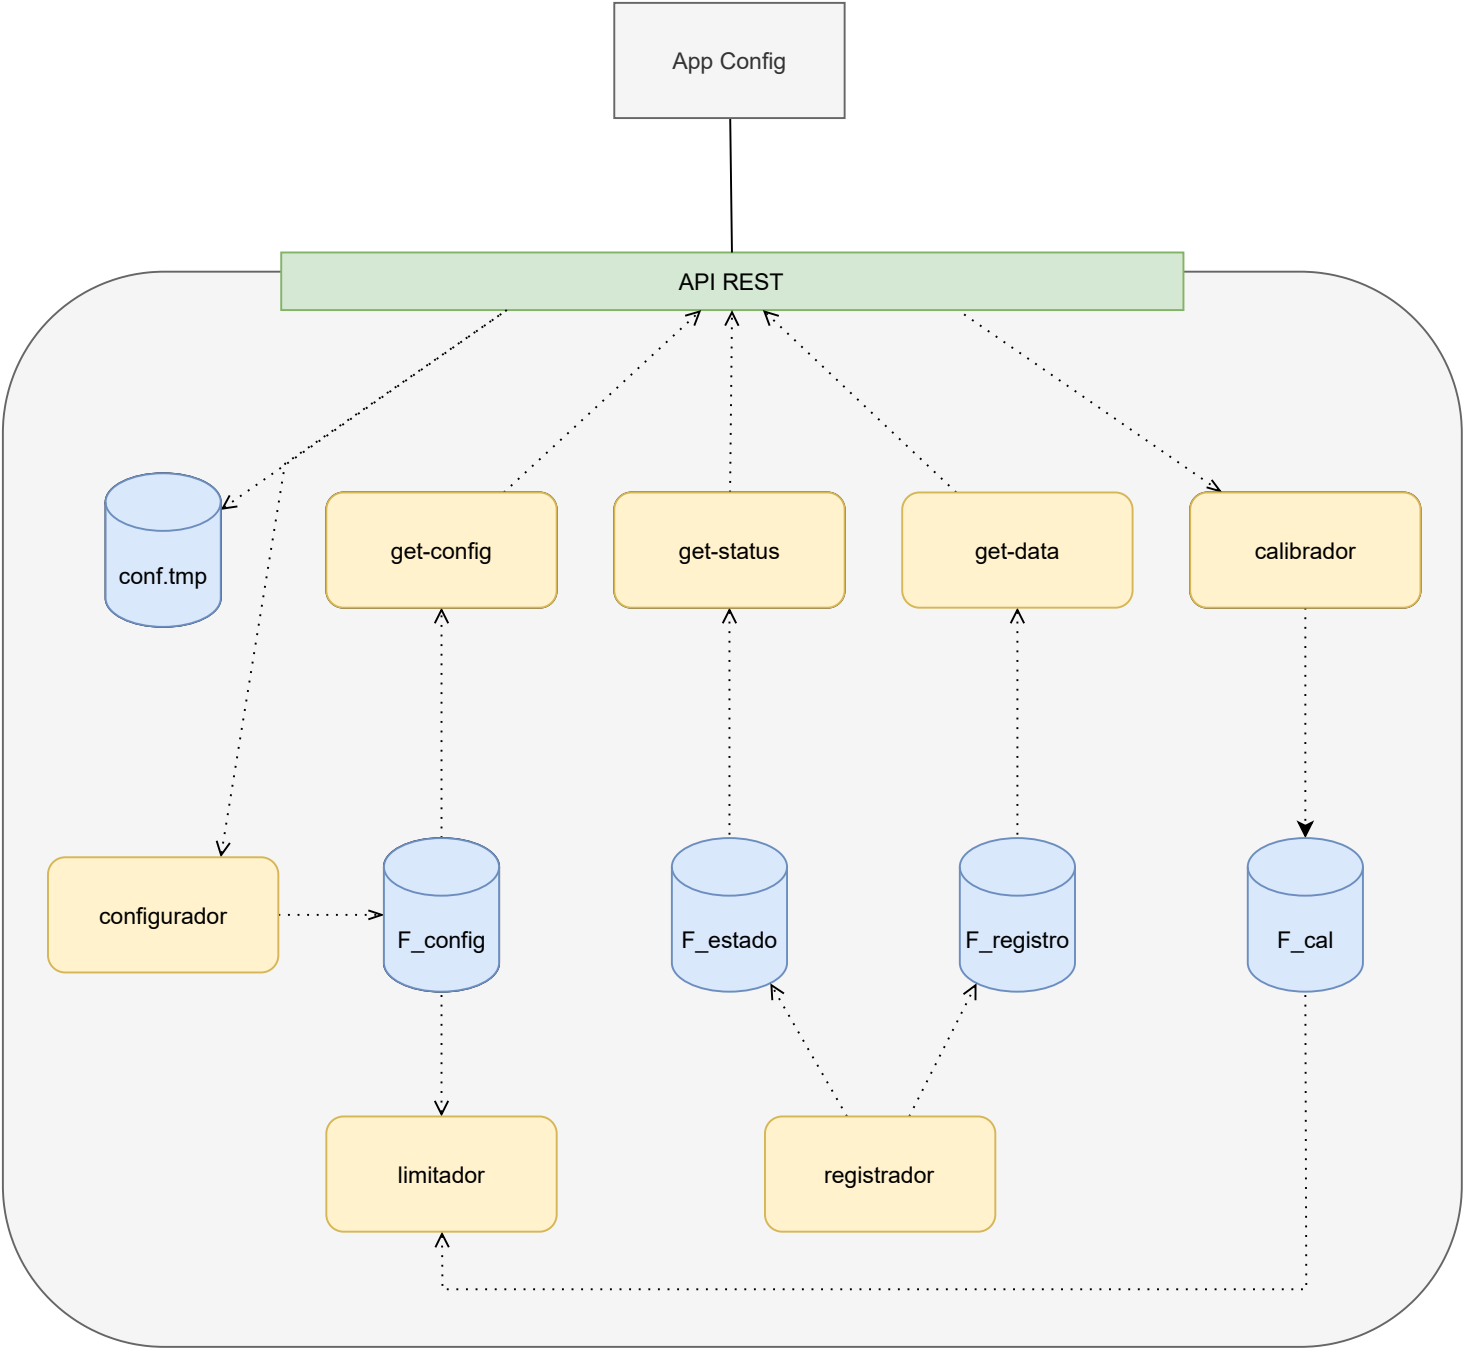 App Config
API REST
conf.tmp
get-config
get-status
get-data
calibrador
configurador
F_config
F_estado
F_registro
F_cal
limitador
registrador